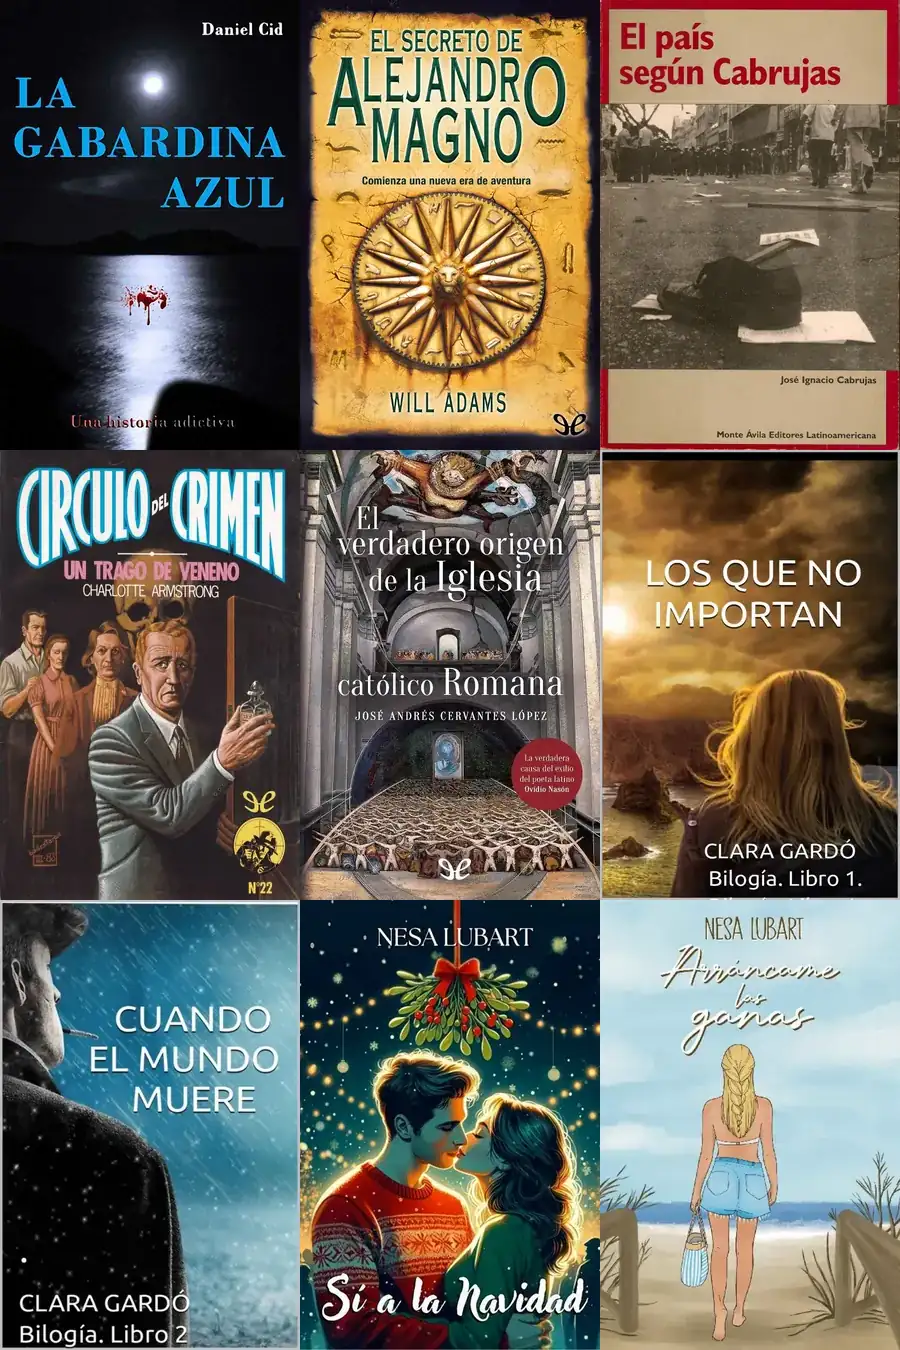 Daniel Cid
LA
GABARDINA
AZUL
Una historia adictiva
EL SECRETO DE
ALEJANDRO
MAGNO
Comienza una nueva era de aventura
WILL ADAMS
El país
según Cabrujas
José Ignacio Cabrujas
Monte Ávila Editores Latinoamericana
CIRCULO DEL CRIMEN
UN TRAGO DE VENENO
CHARLOTTE ARMSTRONG
Nº22
El
verdadero origen
de la Iglesia
católico Romana
JOSÉ ANDRÉS CERVANTES LÓPEZ
La verdadera
causa del exilio
del poeta latino
Ovidio Nasón
LOS QUE NO
IMPORTAN
CLARA GARDÓ
Bilogía. Libro 1.
CUANDO
EL MUNDO
MUERE
CLARA GARDÓ
Bilogía. Libro 2
NESA LUBART
Sí a la Navidad
NESA LUBART
Arráncame
las
ganas